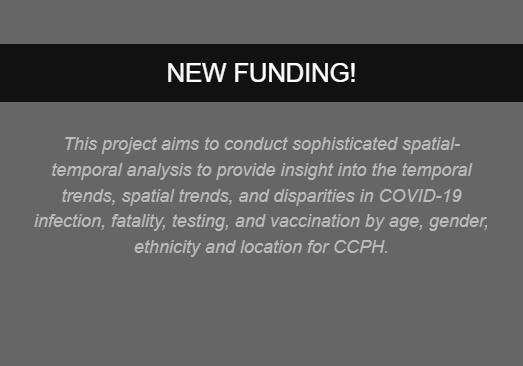 NEW FUNDING!
This project aims to conduct sophisticated spatial-
temporal analysis to provide insight into the temporal
trends, spatial trends, and disparities in COVID-19
infection, fatality, testing, and vaccination by age, gender,
ethnicity and location for CCPH.